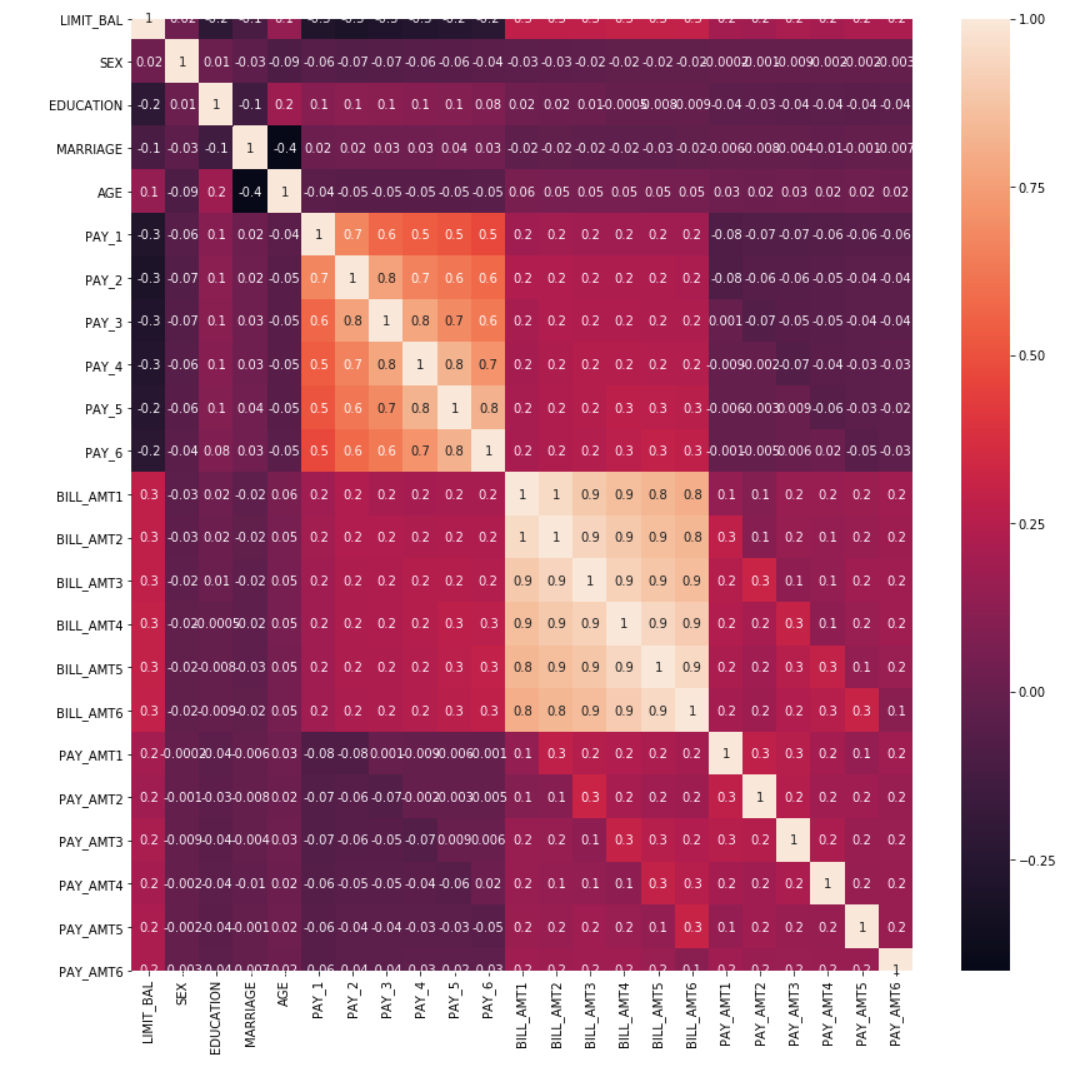 LIMIT_BAL 1 1.00
SEX 0.02 1 0.01 -0.03 -0.09 -0.06 -0.07 -0.07 -0.06 -0.06 -0.04 -0.03 -0.03 -0.02 -0.02 -0.02 -0.02 -0.0002 -0.001 -0.009 -0.002 -0.002 -0.003
EDUCATION -0.2 0.01 1 -0.1 0.2 0.1 0.1 0.1 0.1 0.1 0.08 0.02 0.02 0.01 -0.0005 -0.008 -0.009 -0.04 -0.03 -0.04 -0.04 -0.04 -0.04
MARRIAGE -0.1 -0.03 -0.1 1 -0.4 0.02 0.02 0.03 0.03 0.04 0.03 -0.02 -0.02 -0.02 -0.02 -0.03 -0.02 -0.006 -0.008 -0.004 -0.01 -0.001 -0.007
0.75
AGE 0.1 -0.09 0.2 -0.4 1 -0.04 -0.05 -0.05 -0.05 -0.05 -0.05 0.06 0.05 0.05 0.05 0.05 0.05 0.03 0.02 0.03 0.02 0.02 0.02
PAY_1 -0.3 -0.06 0.1 0.02 -0.04 1 0.7 0.6 0.5 0.5 0.5 0.2 0.2 0.2 0.2 0.2 0.2 -0.08 -0.07 -0.07 -0.06 -0.06 -0.06
PAY_2 -0.3 -0.07 0.1 0.02 -0.05 0.7 1 0.8 0.7 0.6 0.6 0.2 0.2 0.2 0.2 0.2 0.2 -0.08 -0.06 -0.06 -0.05 -0.04 -0.04
PAY_3 -0.3 -0.07 0.1 0.03 -0.05 0.6 0.8 1 0.8 0.7 0.6 0.2 0.2 0.2 0.2 0.2 0.2 0.001 -0.07 -0.05 -0.05 -0.04 -0.04
0.50
PAY_4 -0.3 -0.06 0.1 0.03 -0.05 0.5 0.7 0.8 1 0.8 0.7 0.2 0.2 0.2 0.2 0.2 0.2 -0.009 -0.002 -0.07 -0.04 -0.03 -0.03
PAY_5 -0.2 -0.06 0.1 0.04 -0.05 0.5 0.6 0.7 0.8 1 0.8 0.2 0.2 0.2 0.3 0.3 0.3 -0.006 -0.003 0.009 -0.06 -0.03 -0.02
PAY_6 -0.2 -0.04 0.08 0.03 -0.05 0.5 0.6 0.6 0.7 0.8 1 0.2 0.2 0.2 0.3 0.3 0.3 -0.001 -0.005 0.006 0.02 -0.05 -0.03
BILL_AMT1 0.3 -0.03 0.02 -0.02 0.06 0.2 0.2 0.2 0.2 0.2 0.2 1 1 0.9 0.9 0.8 0.8 0.1 0.1 0.2 0.2 0.2 0.2
0.25
BILL_AMT2 0.3 -0.03 0.02 -0.02 0.05 0.2 0.2 0.2 0.2 0.2 0.2 1 1 0.9 0.9 0.9 0.8 0.3 0.1 0.2 0.1 0.2 0.2
BILL_AMT3 0.3 -0.02 0.01 -0.02 0.05 0.2 0.2 0.2 0.2 0.2 0.2 0.9 0.9 1 0.9 0.9 0.9 0.2 0.3 0.1 0.1 0.2 0.2
BILL_AMT4 0.3 -0.02 -0.0005 -0.02 0.05 0.2 0.2 0.2 0.2 0.3 0.3 0.9 0.9 0.9 1 0.9 0.9 0.2 0.2 0.3 0.1 0.2 0.2
BILL_AMT5 0.3 -0.02 -0.008 -0.03 0.05 0.2 0.2 0.2 0.2 0.3 0.3 0.8 0.9 0.9 0.9 1 0.9 0.2 0.2 0.3 0.3 0.1 0.2
0.00
BILL_AMT6 0.3 -0.02 -0.009 -0.02 0.05 0.2 0.2 0.2 0.2 0.3 0.3 0.8 0.8 0.9 0.9 0.9 1 0.2 0.2 0.2 0.3 0.3 0.1
PAY_AMT1 0.2 -0.0002 -0.04 -0.006 0.03 -0.08 -0.08 0.001 -0.009 -0.006 -0.001 0.1 0.3 0.2 0.2 0.2 0.2 1 0.3 0.3 0.2 0.1 0.2
PAY_AMT2 0.2 -0.001 -0.03 -0.008 0.02 -0.07 -0.06 -0.07 -0.002 -0.003 -0.005 0.1 0.1 0.3 0.2 0.2 0.2 0.3 1 0.2 0.2 0.2 0.2
PAY_AMT3 0.2 -0.009 -0.04 -0.004 0.03 -0.07 -0.06 -0.05 -0.07 0.009 0.006 0.2 0.2 0.1 0.3 0.3 0.2 0.3 0.2 1 0.2 0.2 0.2
−0.25
PAY_AMT4 0.2 -0.002 -0.04 -0.01 0.02 -0.06 -0.05 -0.05 -0.04 -0.06 0.02 0.2 0.1 0.1 0.1 0.3 0.3 0.2 0.2 0.2 1 0.2 0.2
PAY_AMT5 0.2 -0.002 -0.04 -0.001 0.02 -0.06 -0.04 -0.04 -0.03 -0.03 -0.05 0.2 0.2 0.2 0.2 0.1 0.3 0.1 0.2 0.2 0.2 1 0.2
PAY_AMT6 1
LIMIT_BAL SEX EDUCATION MARRIAGE AGE PAY_1 PAY_2 PAY_3 PAY_4 PAY_5 PAY_6 BILL_AMT1 BILL_AMT2 BILL_AMT3 BILL_AMT4 BILL_AMT5 BILL_AMT6 PAY_AMT1 PAY_AMT2 PAY_AMT3 PAY_AMT4 PAY_AMT5 PAY_AMT6